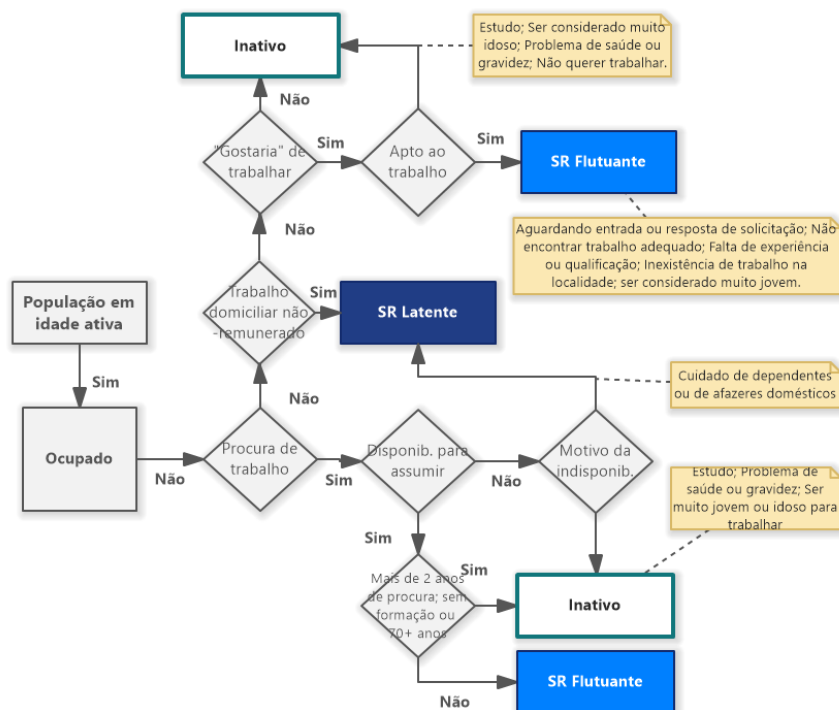 Inativo
Estudo; Ser considerado muito
idoso; Problema de saúde ou
gravidez; Não querer trabalhar.
Não
"Gostaria" de
trabalhar
Sim
Apto ao
trabalho
Sim
SR Flutuante
Aguardando entrada ou resposta de solicitação; Não
encontrar trabalho adequado; Falta de experiência
ou qualificação; Inexistência de trabalho na
localidade; ser considerado muito jovem.
Não
População em
idade ativa
Trabalho
domiciliar não
-remunerado
Sim
SR Latente
Sim
Não
Cuidado de dependentes
ou de afazeres domésticos
Ocupado
Não
Procura de
trabalho
Sim
Disponib. para
assumir
Não
Motivo da
indisponib.
Estudo; Problema de
saúde ou gravidez; Ser
muito jovem ou idoso para
trabalhar
Sim
Mais de 2 anos
de procura; sem
formação ou
70+ anos
Sim
Inativo
Não
SR Flutuante